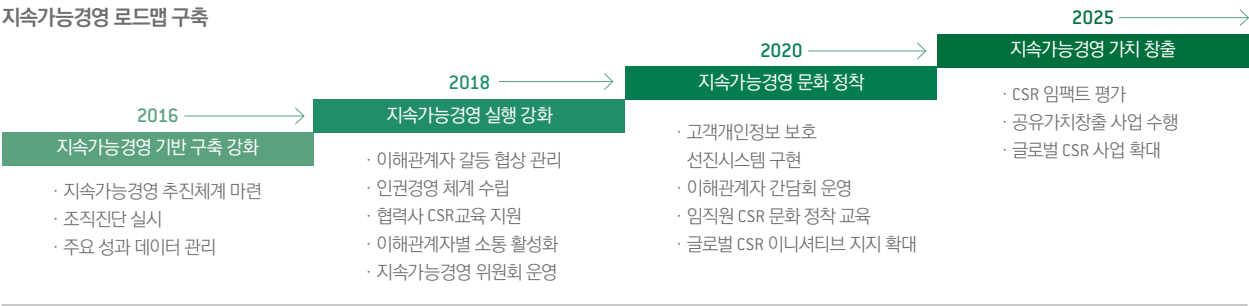 지속가능경영 로드맵 구축
2016
지속가능경영 기반 구축 강화
· 지속가능경영 추진체계 마련
· 조직진단 실시
· 주요 성과 데이터 관리
2018
지속가능경영 실행 강화
· 이해관계자 갈등 협상 관리
· 인권경영 체계 수립
· 협력사 CSR교육 지원
· 이해관계자별 소통 활성화
· 지속가능경영 위원회 운영
2020
지속가능경영 문화 정착
· 고객개인정보 보호
선진시스템 구현
· 이해관계자 간담회 운영
· 임직원 CSR 문화 정착 교육
· 글로벌 CSR 이니셔티브 지지 확대
2025
지속가능경영 가치 창출
· CSR 임팩트 평가
· 공유가치창출 사업 수행
· 글로벌 CSR 사업 확대